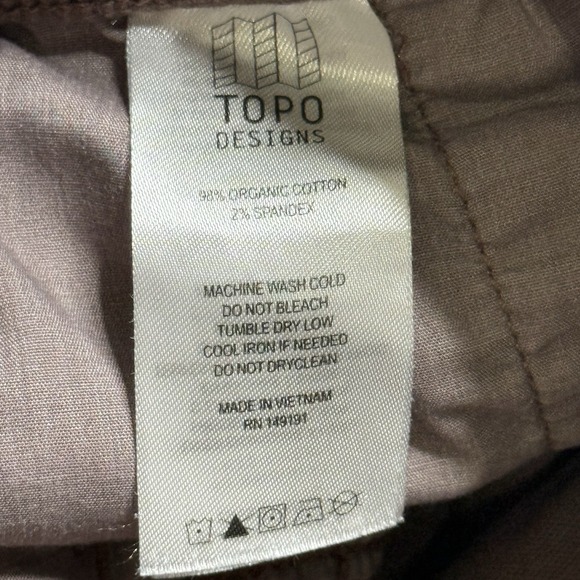 TOPO
DESIGNS
98% ORGANIC COTTON
2% SPANDEX
MACHINE WASH COLD
DO NOT BLEACH
TUMBLE DRY LOW
COOL IRON IF NEEDED
DO NOT DRYCLEAN
MADE IN VIETNAM
RN 149191